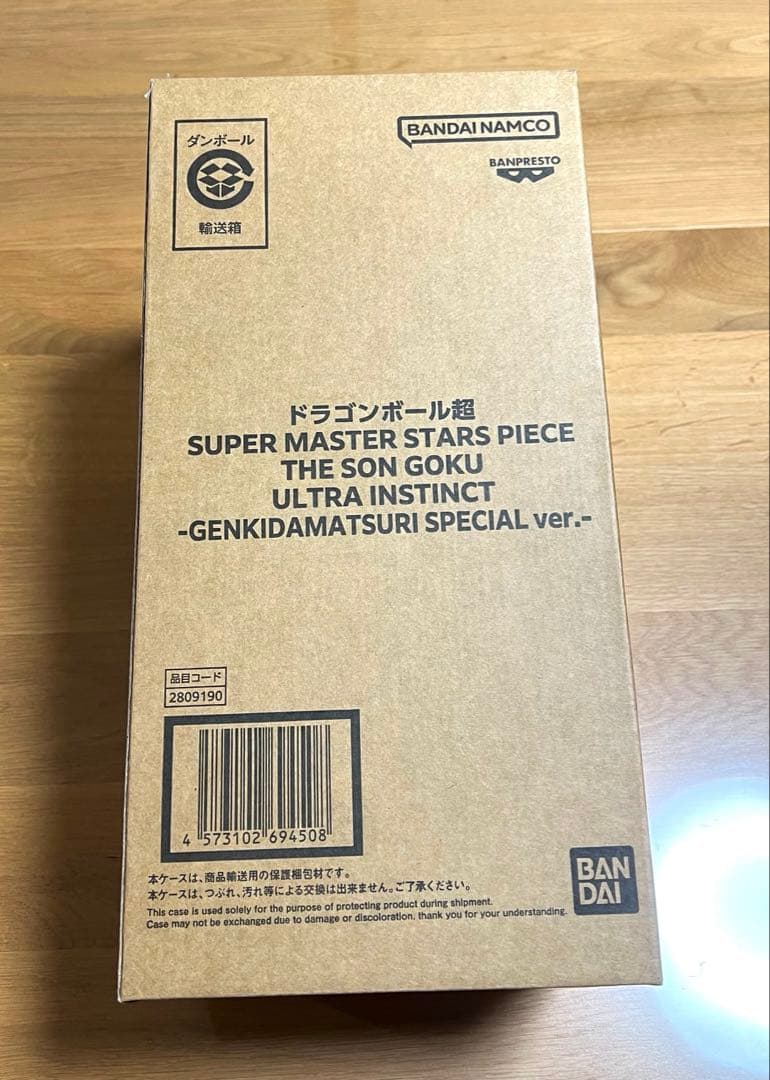 ダンボール
輸送箱
BANDAI NAMCO
BANPRESTO
ドラゴンボール超
SUPER MASTER STARS PIECE
THE SON GOKU
ULTRA INSTINCT
-GENKIDAMATSURI SPECIAL ver.-
品目コード
2809190
4 573102 694508
本ケースは、商品輸送用の保護梱包材です。
本ケースは、つぶれ、汚れ等による交換は出来ません。ご了承ください。
This case is used solely for the purpose of protecting product during shipment.
Case may not be exchanged due to damage or discoloration. thank you for your understanding.
BAN
DAI